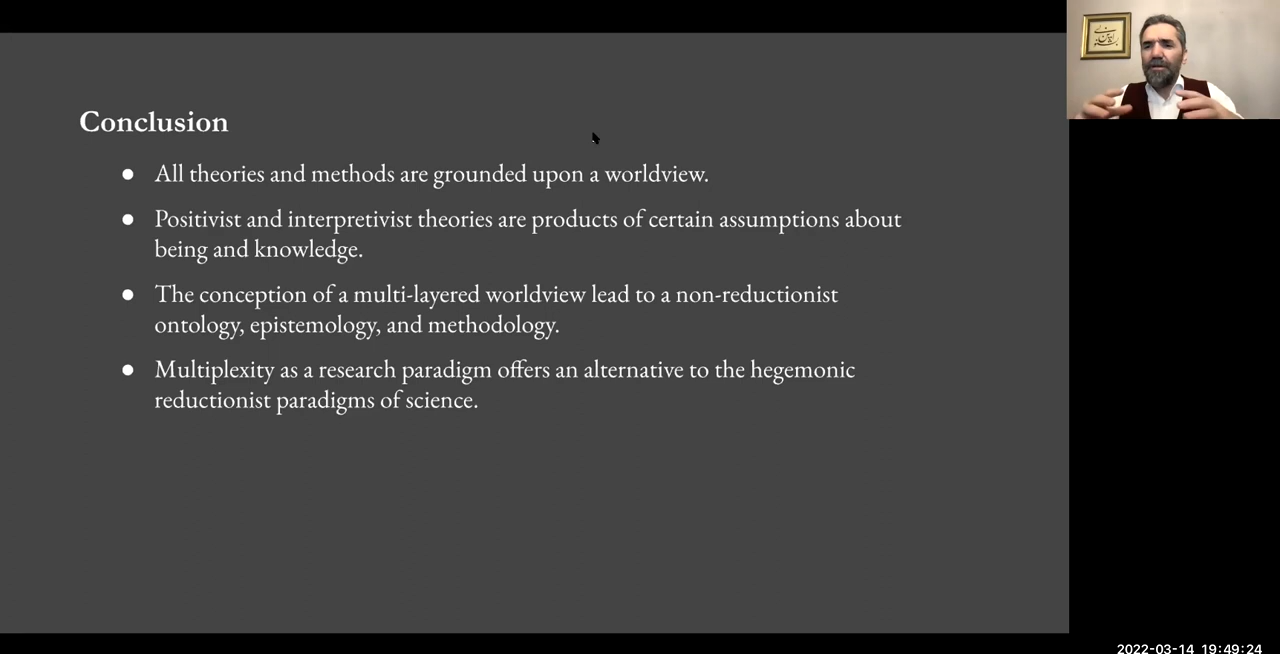 Conclusion
● All theories and methods are grounded upon a worldview.
● Positivist and interpretivist theories are products of certain assumptions about
being and knowledge.
● The conception of a multi-layered worldview lead to a non-reductionist
ontology, epistemology, and methodology.
● Multiplexity as a research paradigm offers an alternative to the hegemonic
reductionist paradigms of science.
2022-03-14 19:49:24